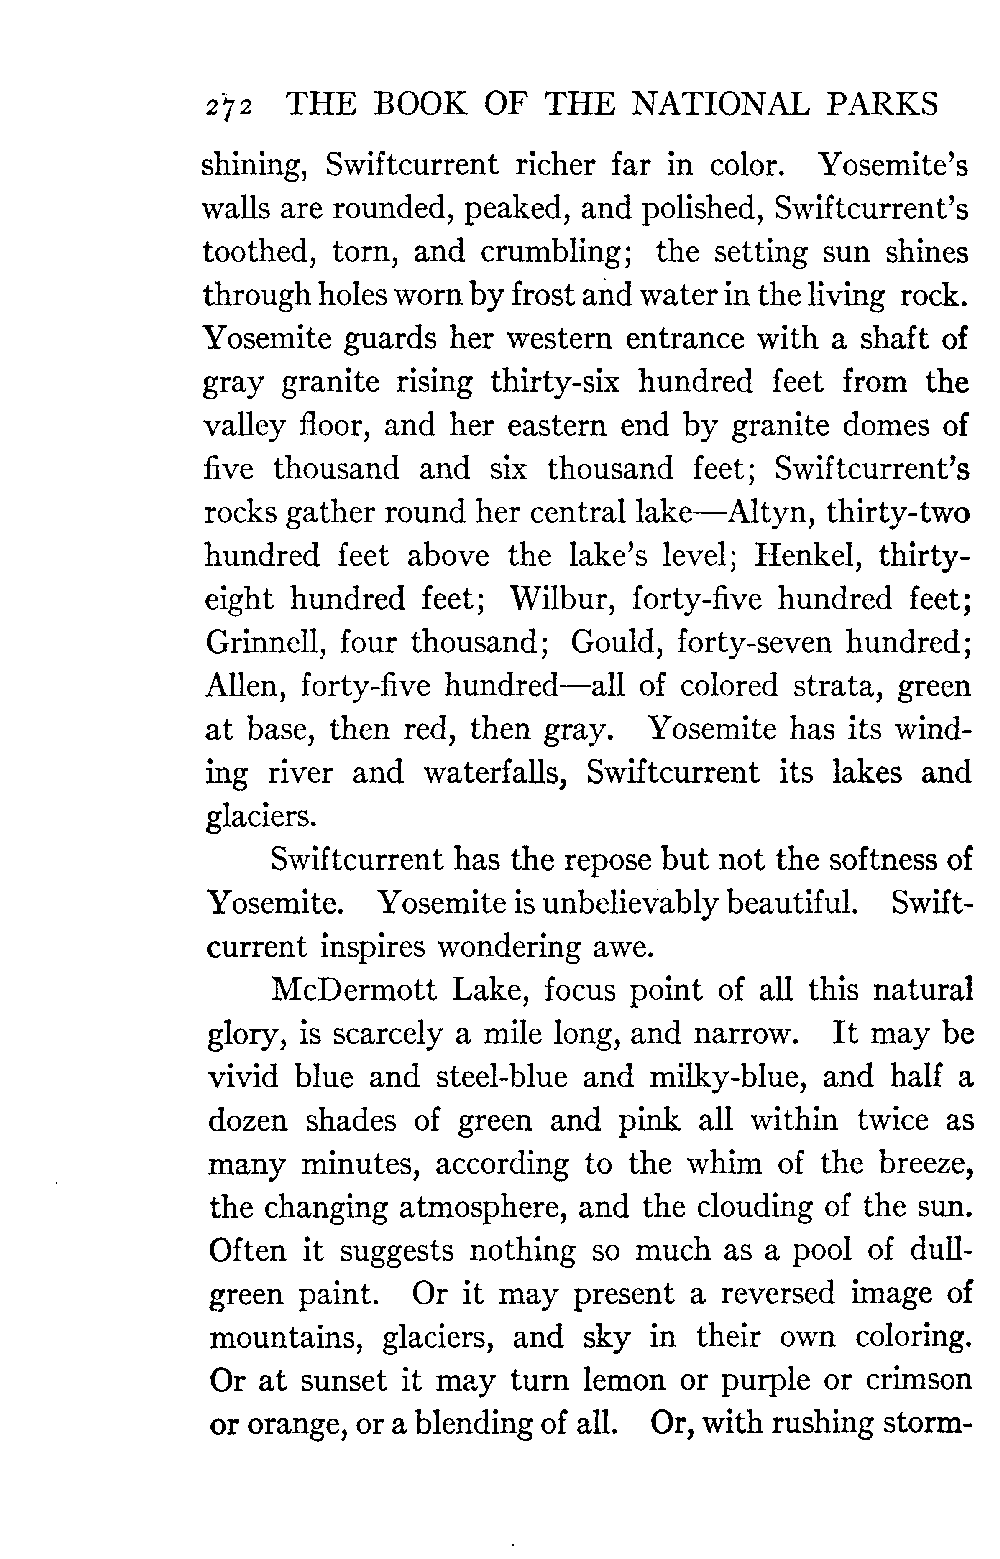 272 THE BOOK OF THE NATIONAL PARKS
shining, Swiftcurrent richer far in color. Yosemite's
walls are rounded, peaked, and polished, Swiftcurrent's
toothed, torn, and crumbling; the setting sun shines
through holes worn by frost and water in the living rock.
Yosemite guards her western entrance with a shaft of
gray granite rising thirty-six hundred feet from the
valley floor, and her eastern end by granite domes of
five thousand and six thousand feet; Swiftcurrent's
rocks gather round her central lake—Altyn, thirty-two
hundred feet above the lake's level; Henkel, thirty-
eight hundred feet; Wilbur, forty-five hundred feet;
Grinnell, four thousand; Gould, forty-seven hundred;
Allen, forty-five hundred—all of colored strata, green
at base, then red, then gray. Yosemite has its wind-
ing river and waterfalls, Swiftcurrent its lakes and
glaciers.
Swiftcurrent has the repose but not the softness of
Yosemite. Yosemite is unbelievably beautiful. Swift-
current inspires wondering awe.
McDermott Lake, focus point of all this natural
glory, is scarcely a mile long, and narrow. It may be
vivid blue and steel-blue and milky-blue, and half a
dozen shades of green and pink all within twice as
many minutes, according to the whim of the breeze,
the changing atmosphere, and the clouding of the sun.
Often it suggests nothing so much as a pool of dull-
green paint. Or it may present a reversed image of
mountains, glaciers, and sky in their own coloring.
Or at sunset it may turn lemon or purple or crimson
or orange, or a blending of all. Or, with rushing storm-